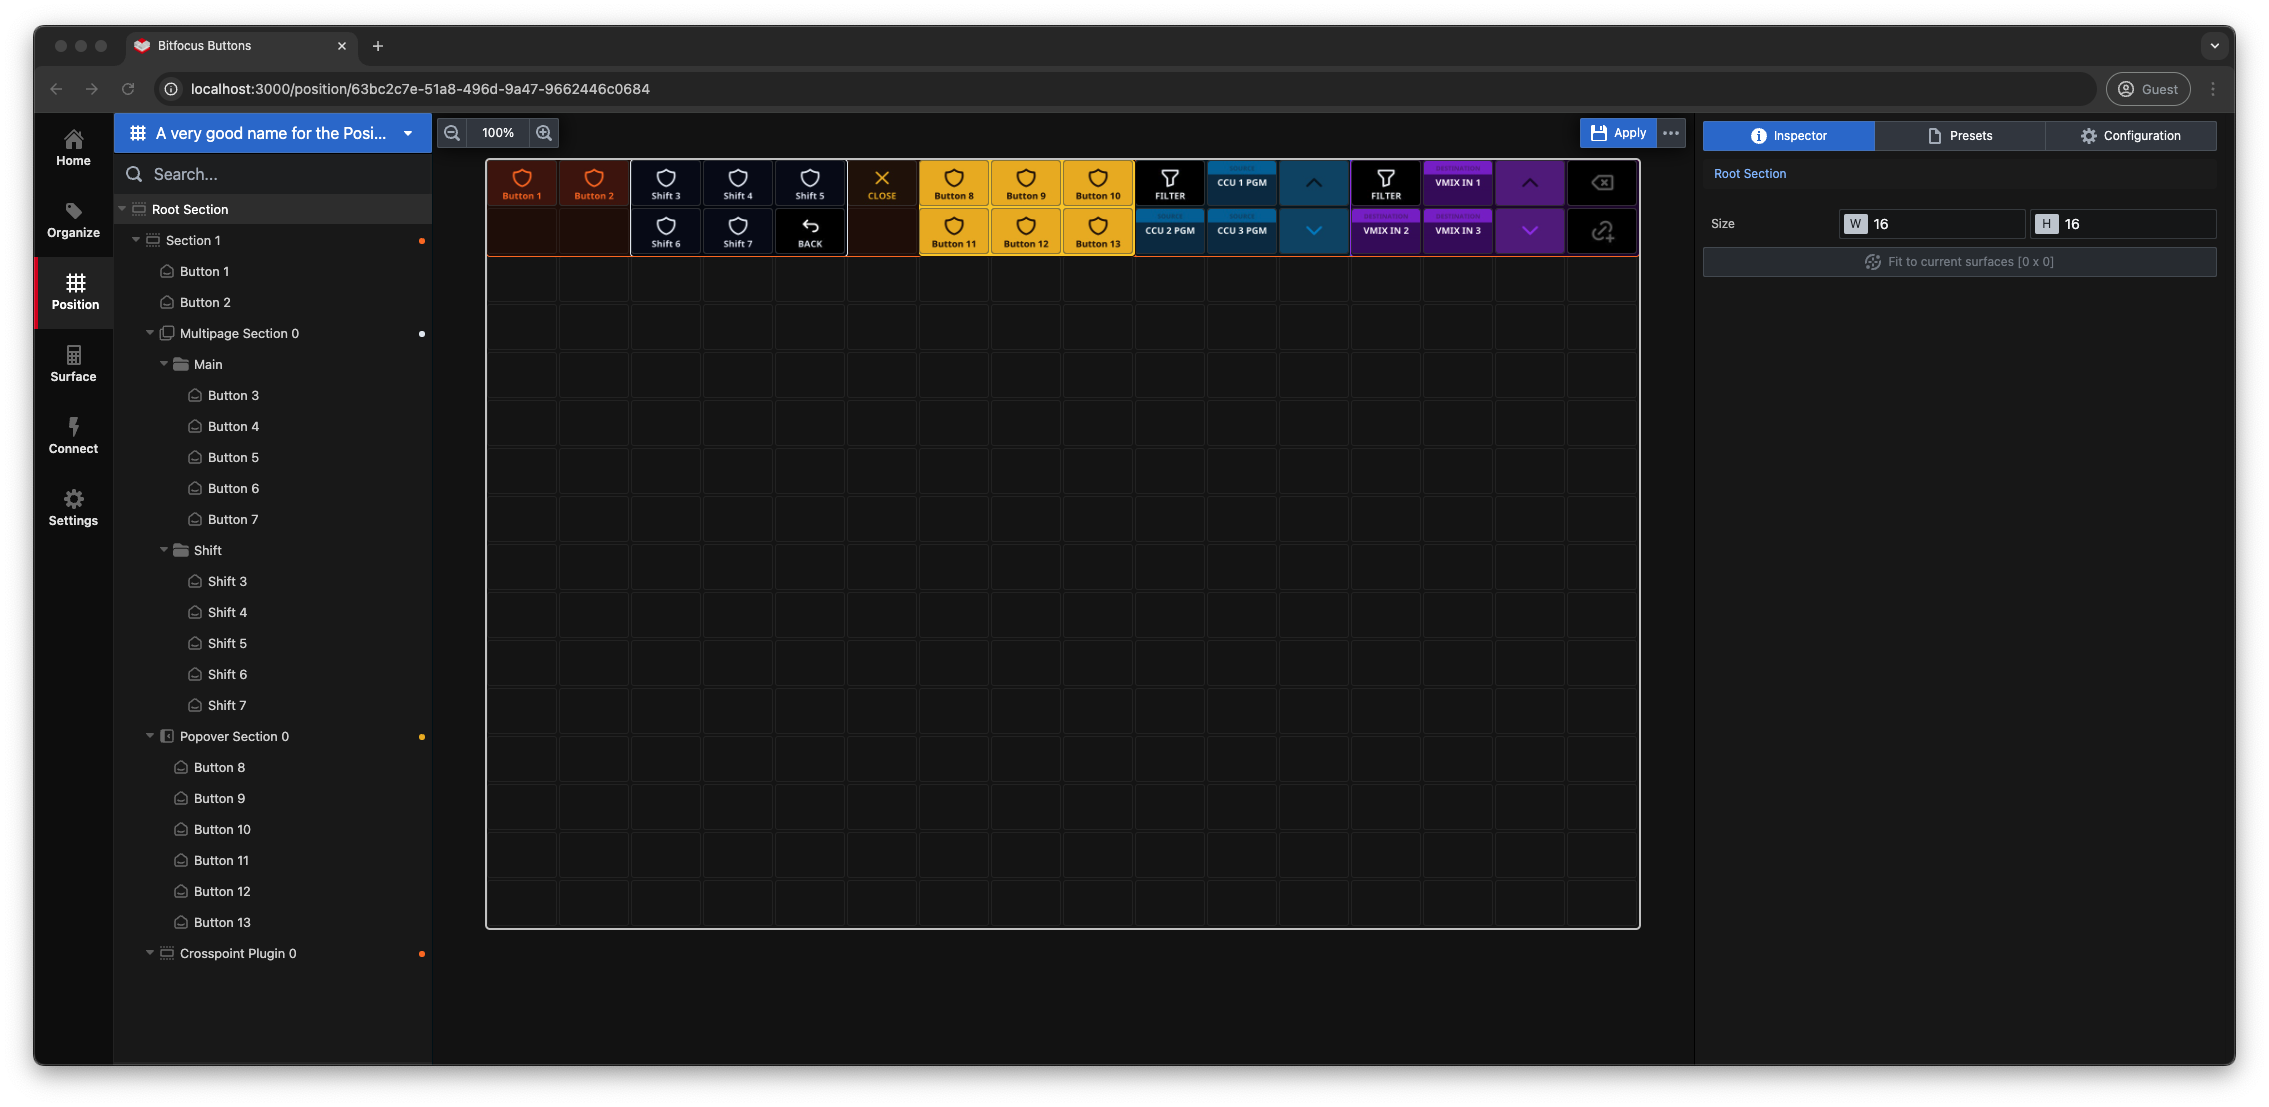 Bitfocus Buttons
localhost:3000/position/63bc2c7e-51a8-496d-9a47-9662446c0684
Guest
Home
Organize
Position
Surface
Connect
Settings
A very good name for the Posi...
Search...
Root Section
Section 1
Button 1
Button 2
Multipage Section 0
Main
Button 3
Button 4
Button 5
Button 6
Button 7
Shift
Shift 3
Shift 4
Shift 5
Shift 6
Shift 7
Popover Section 0
Button 8
Button 9
Button 10
Button 11
Button 12
Button 13
Crosspoint Plugin 0
100%
Apply
Button 1 Button 2 Shift 3 Shift 4 Shift 5 CLOSE Button 8 Button 9 Button 10 FILTER CCU 1 PGM FILTER VMIX IN 1
Shift 6 Shift 7 BACK Button 11 Button 12 Button 13 CCU 2 PGM CCU 3 PGM VMIX IN 2 VMIX IN 3
Inspector Presets Configuration
Root Section
Size W 16 H 16
Fit to current surfaces [0 x 0]